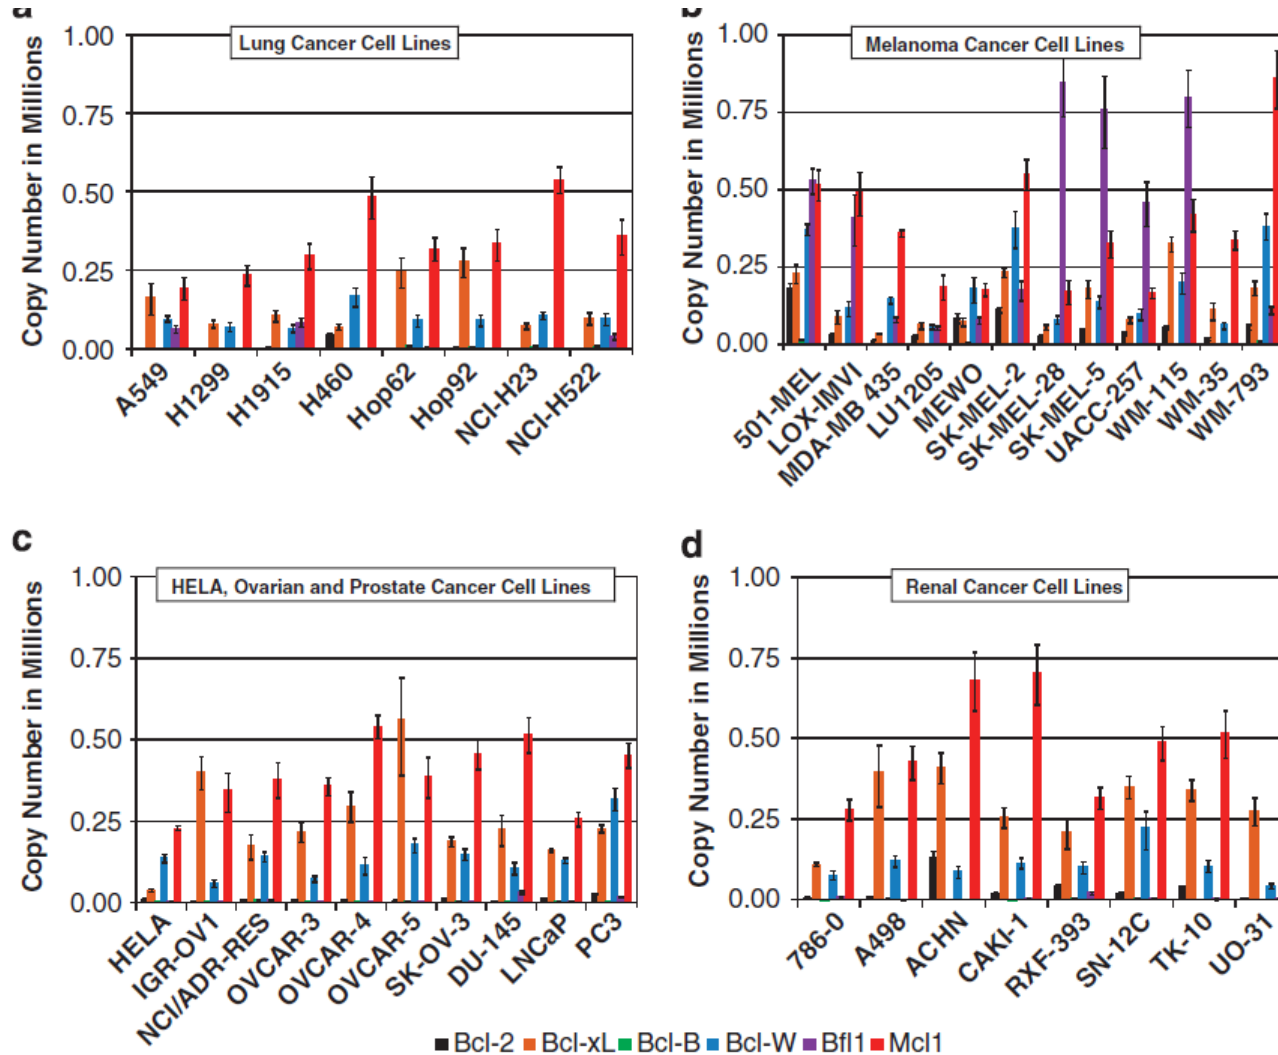 a
Lung Cancer Cell Lines
Copy Number in Millions
1.00
0.75
0.50
0.25
0.00
A549
H1299
H1915
H460
Hop62
Hop92
NCI-H23
NCI-H522
b
Melanoma Cancer Cell Lines
Copy Number in Millions
1.00
0.75
0.50
0.25
0.00
501-MEL
LOX-IMVI
MDA-MB 435
LU1205
MEWO
SK-MEL-2
SK-MEL-28
SK-MEL-5
UACC-257
WM-115
WM-35
WM-793
c
HELA, Ovarian and Prostate Cancer Cell Lines
Copy Number in Millions
1.00
0.75
0.50
0.25
0.00
HELA
IGR-OV1
NCI/ADR-RES
OVCAR-3
OVCAR-4
OVCAR-5
SK-OV-3
DU-145
LNCaP
PC3
d
Renal Cancer Cell Lines
Copy Number in Millions
1.00
0.75
0.50
0.25
0.00
786-0
A498
ACHN
CAKI-1
RXF-393
SN-12C
TK-10
UO-31
Bcl-2 Bcl-xL Bcl-B Bcl-W Bfl1 Mcl1